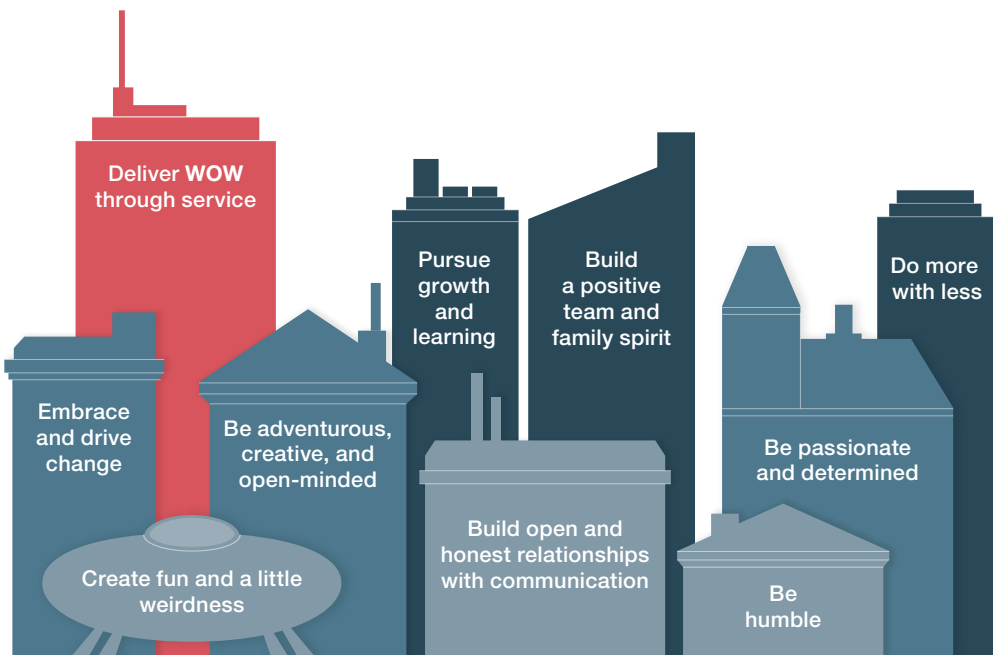 Deliver WOW
through service
Pursue
growth
and
learning
Build
a positive
team and
family spirit
Do more
with less
Embrace
and drive
change
Be adventurous,
creative, and
open-minded
Be passionate
and determined
Build open and
honest relationships
with communication
Create fun and a little
weirdness
Be
humble